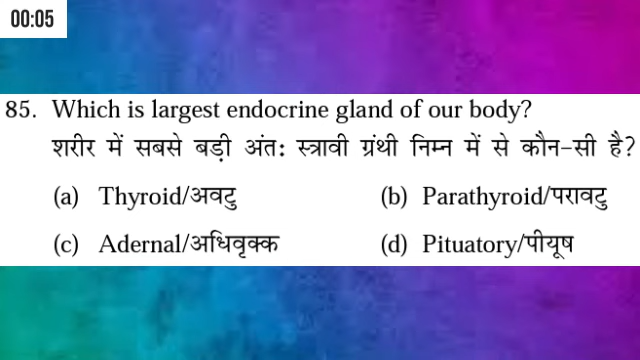 00:05
85. Which is largest endocrine gland of our body?
शरीर में सबसे बड़ी अंत: स्त्रावी ग्रंथी निम्न में से कौन-सी है?
(a) Thyroid/अवटु (b) Parathyroid/परावटु
(c) Adernal/अधिवृक्क (d) Pituatory/पीयूष